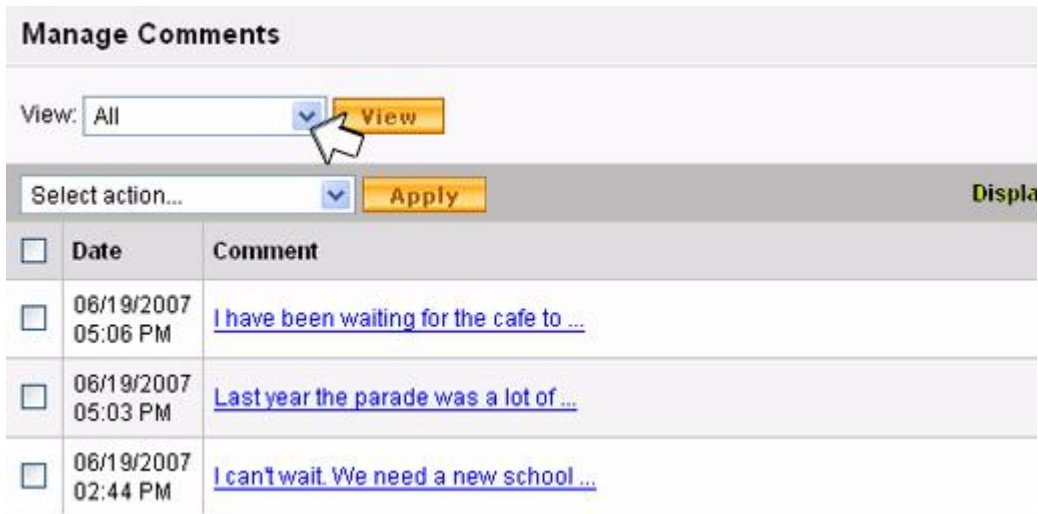 Manage Comments
View: All View
Select action... Apply Displa
Date Comment
06/19/2007
05:06 PM
I have been waiting for the cafe to ...
06/19/2007
05:03 PM
Last year the parade was a lot of ...
06/19/2007
02:44 PM
I can't wait. We need a new school ...